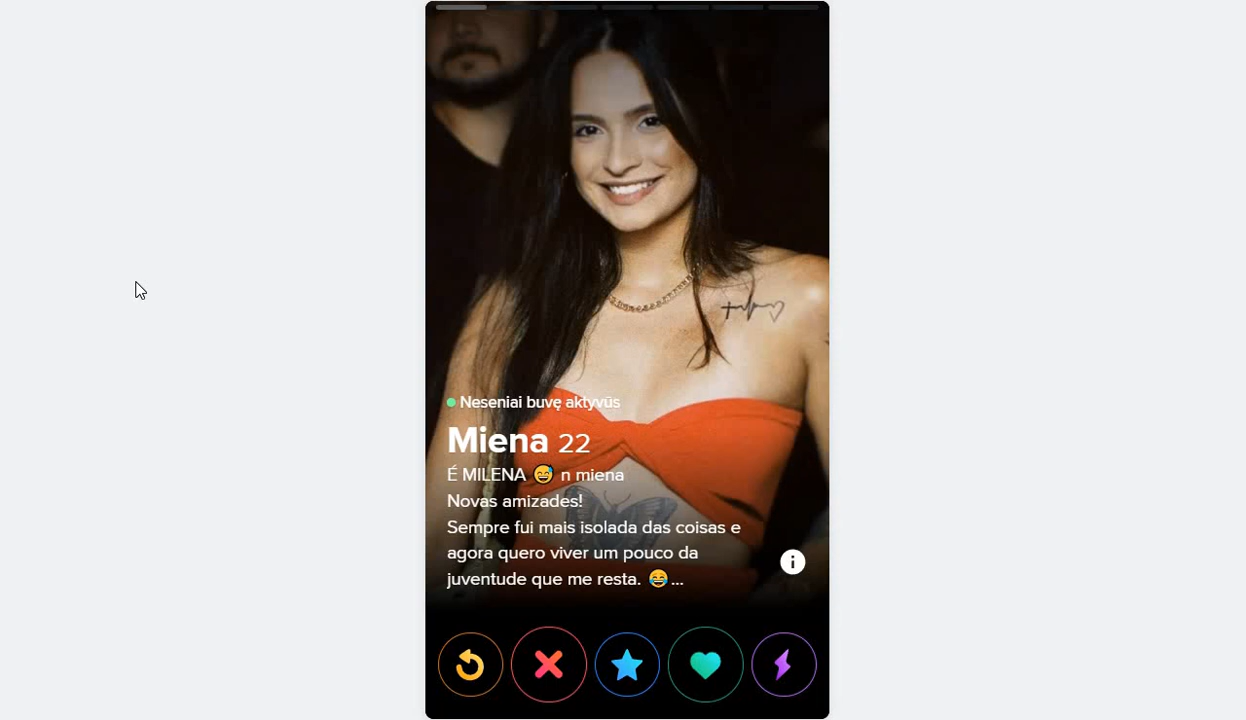 Neseniai buvę aktyvūs
Miena 22
É MILENA 😅 n miena
Novas amizades!
Sempre fui mais isolada das coisas e
agora quero viver um pouco da
juventude que me resta. 😂 ...